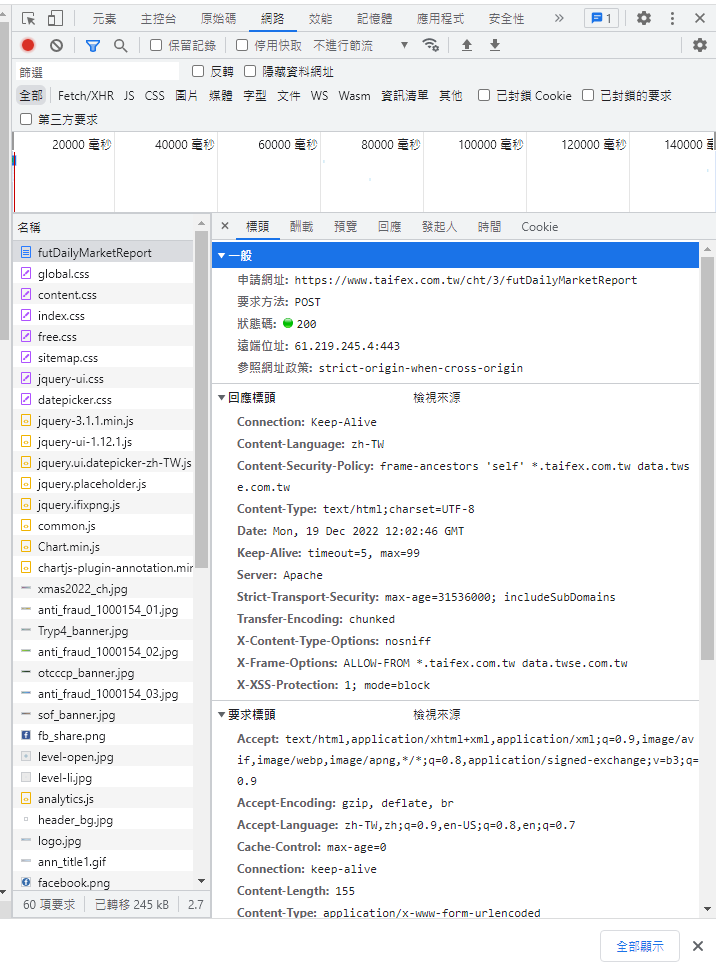 元素 主控台 原始碼 網路 效能 記憶體 應用程式 安全性 » 1
保留記錄 停用快取 不進行節流
篩選 反轉 隱藏資料網址
全部 Fetch/XHR JS CSS 圖片 媒體 字型 文件 WS Wasm 資訊清單 其他 已封鎖 Cookie 已封鎖的要求
第三方要求
20000 毫秒 40000 毫秒 60000 毫秒 80000 毫秒 100000 毫秒 120000 毫秒 140000 毫秒
名稱
futDailyMarketReport
global.css
content.css
index.css
free.css
sitemap.css
jquery-ui.css
datepicker.css
jquery-3.1.1.min.js
jquery-ui-1.12.1.js
jquery.ui.datepicker-zh-TW.js
jquery.placeholder.js
jquery.ifixpng.js
common.js
Chart.min.js
chartjs-plugin-annotation.min
xmas2022_ch.jpg
anti_fraud_1000154_01.jpg
Tryp4_banner.jpg
anti_fraud_1000154_02.jpg
otcccp_banner.jpg
anti_fraud_1000154_03.jpg
sof_banner.jpg
fb_share.png
level-open.jpg
level-li.jpg
analytics.js
header_bg.jpg
logo.jpg
ann_title1.gif
facebook.png
60 項要求 已轉移 245 kB 2.7
標頭 酬載 預覽 回應 發起人 時間 Cookie
一般
申請網址: https://www.taifex.com.tw/cht/3/futDailyMarketReport
要求方法: POST
狀態碼: 200
遠端位址: 61.219.245.4:443
參照網址政策: strict-origin-when-cross-origin
回應標頭 檢視來源
Connection: Keep-Alive
Content-Language: zh-TW
Content-Security-Policy: frame-ancestors 'self' *.taifex.com.tw data.tws
e.com.tw
Content-Type: text/html;charset=UTF-8
Date: Mon, 19 Dec 2022 12:02:46 GMT
Keep-Alive: timeout=5, max=99
Server: Apache
Strict-Transport-Security: max-age=31536000; includeSubDomains
Transfer-Encoding: chunked
X-Content-Type-Options: nosniff
X-Frame-Options: ALLOW-FROM *.taifex.com.tw data.twse.com.tw
X-XSS-Protection: 1; mode=block
要求標頭 檢視來源
Accept: text/html,application/xhtml+xml,application/xml;q=0.9,image/av
if,image/webp,image/apng,*/*;q=0.8,application/signed-exchange;v=b3;q=
0.9
Accept-Encoding: gzip, deflate, br
Accept-Language: zh-TW,zh;q=0.9,en-US;q=0.8,en;q=0.7
Cache-Control: max-age=0
Connection: keep-alive
Content-Length: 155
Content-Type: application/x-www-form-urlencoded
全部顯示